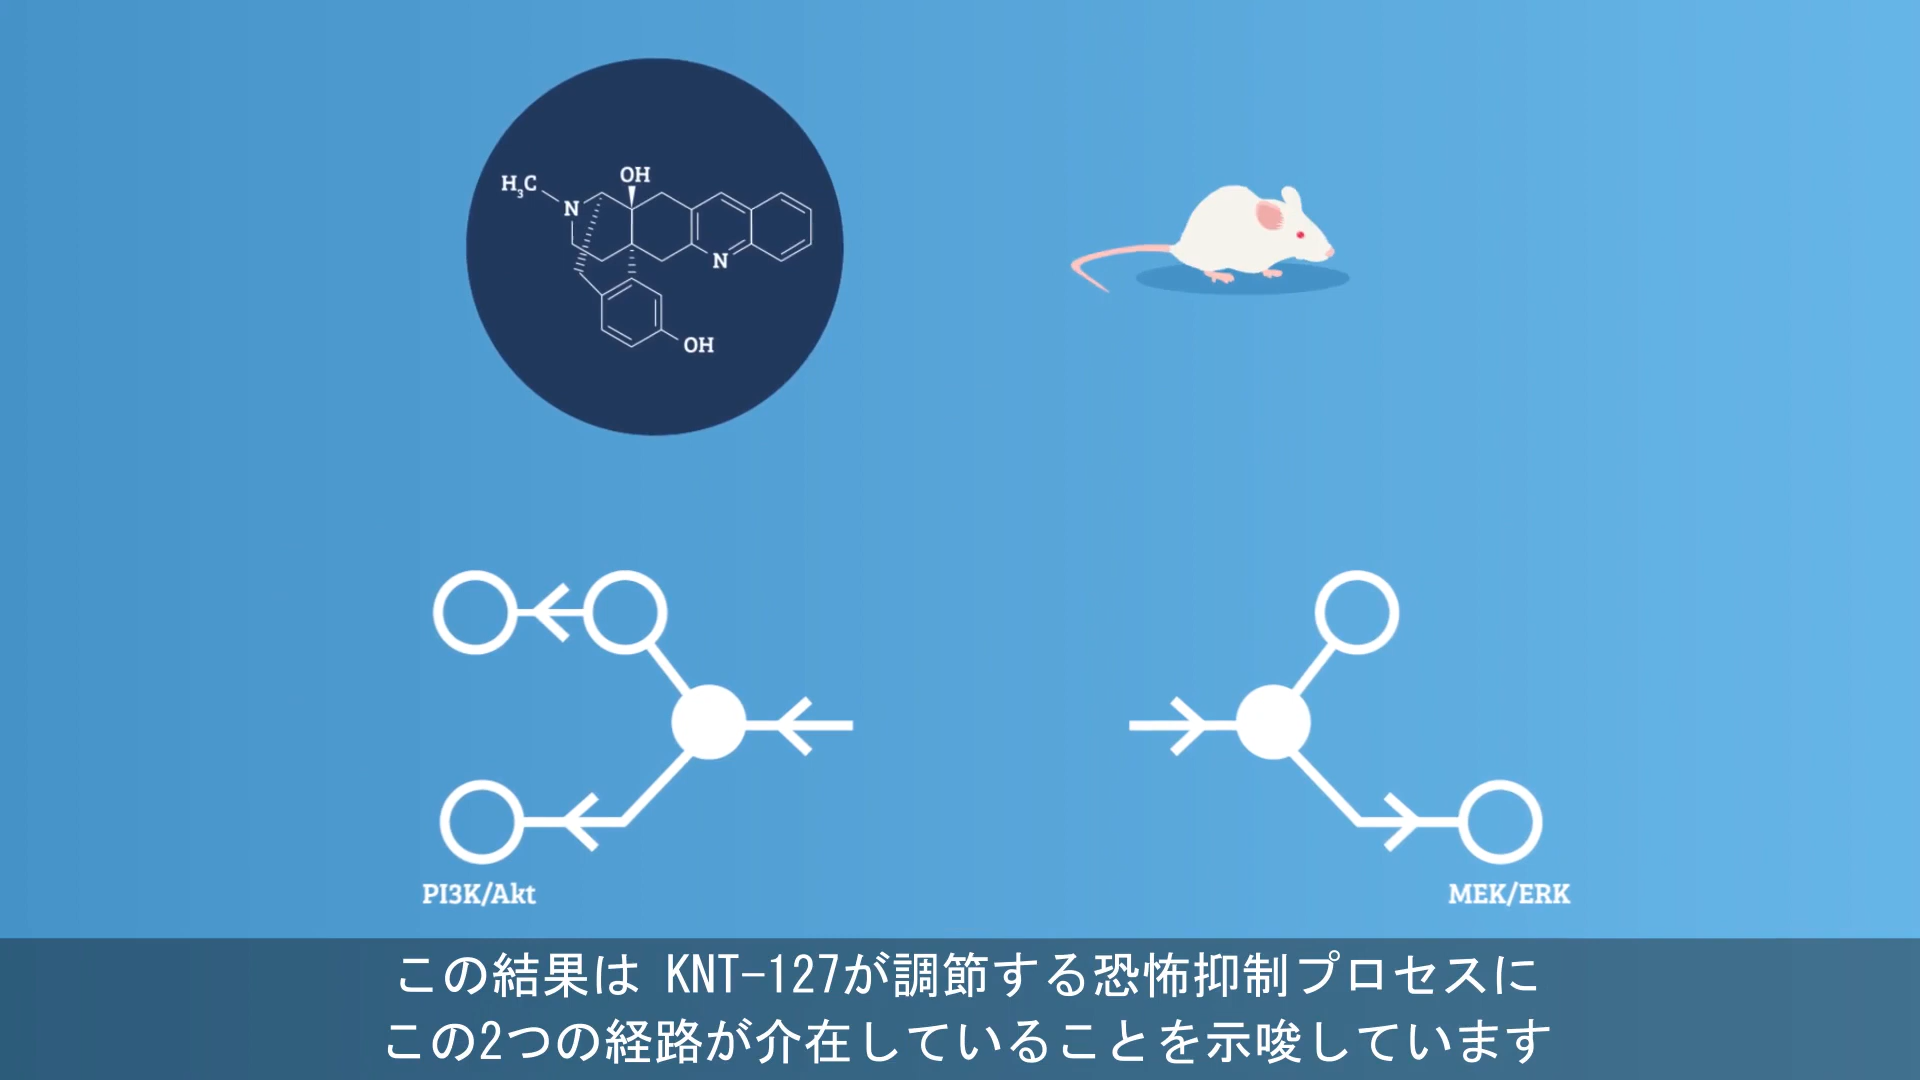 OH
H3C
N
N
OH
PI3K/Akt
MEK/ERK
この結果は KNT-127が調節する恐怖抑制プロセスに
この2つの経路が介在していることを示唆しています